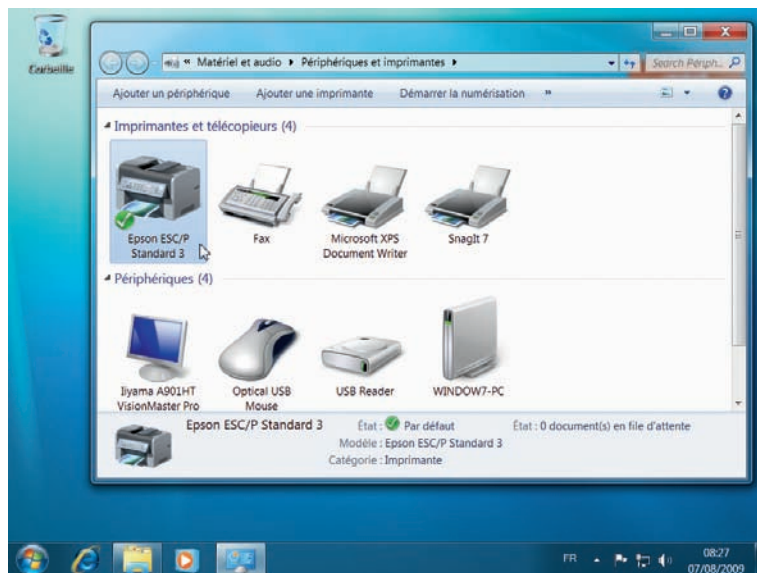 Corbeille
« Matériel et audio ▸ Périphériques et imprimantes ▸
Search Périph...
Ajouter un périphérique Ajouter une imprimante Démarrer la numérisation »
Imprimantes et télécopieurs (4)
Epson ESC/P Standard 3
Fax
Microsoft XPS Document Writer
SnagIt 7
Périphériques (4)
Iiyama A901HT VisionMaster Pro
Optical USB Mouse
USB Reader
WINDOW7-PC
Epson ESC/P Standard 3 État : Par défaut État : 0 document(s) en file d'attente
Modèle : Epson ESC/P Standard 3
Catégorie : Imprimante
FR
08:27
07/08/2009